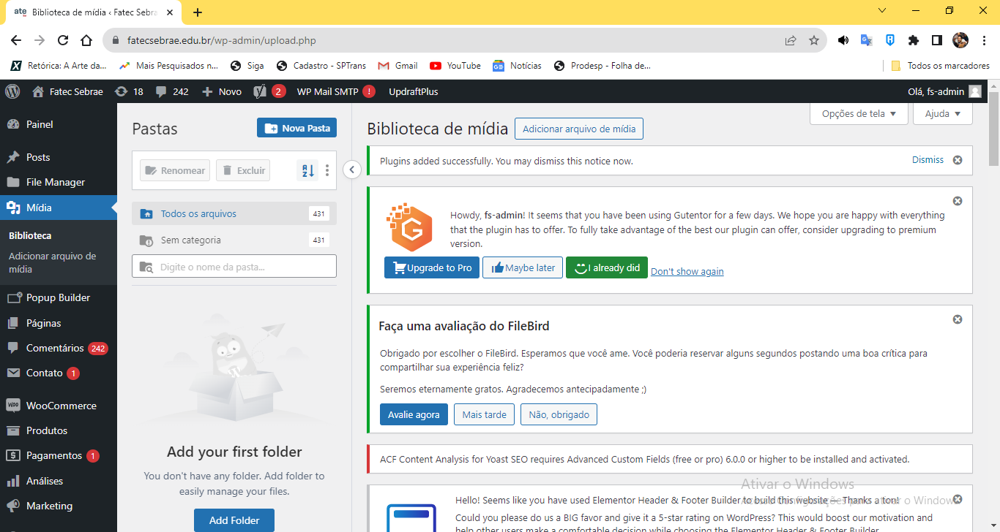 ate
Biblioteca de mídia ‹ Fatec Sebra
fatecsebrae.edu.br/wp-admin/upload.php
Retórica: A Arte da...
Mais Pesquisados n...
Siga
Cadastro - SPTrans
Gmail
YouTube
Notícias
Prodesp - Folha de...
Todos os marcadores
Fatec Sebrae
18
242
Novo
2
WP Mail SMTP !
UpdraftPlus
Olá, fs-admin
Painel
Posts
File Manager
Mídia
Biblioteca
Adicionar arquivo de
mídia
Popup Builder
Páginas
Comentários 242
Contato 1
WooCommerce
Produtos
Pagamentos 1
Análises
Marketing
Pastas
Nova Pasta
Renomear
Excluir
AZ
Todos os arquivos 431
Sem categoria 431
Digite o nome da pasta...
Add your first folder
You don't have any folder. Add folder to
easily manage your files.
Add Folder
Opções de tela
Ajuda
Biblioteca de mídia
Adicionar arquivo de mídia
Plugins added successfully. You may dismiss this notice now.
Dismiss
Howdy, fs-admin! It seems that you have been using Gutentor for a few days. We hope you are happy with everything
that the plugin has to offer. To fully take advantage of the best our plugin can offer, consider upgrading to premium
version.
Upgrade to Pro
Maybe later
I already did
Don't show again
Faça uma avaliação do FileBird
Obrigado por escolher o FileBird. Esperamos que você ame. Você poderia reservar alguns segundos postando uma boa crítica para
compartilhar sua experiência feliz?
Seremos eternamente gratos. Agradecemos antecipadamente ;)
Avalie agora
Mais tarde
Não, obrigado
ACF Content Analysis for Yoast SEO requires Advanced Custom Fields (free or pro) 6.0.0 or higher to be installed and activated.
Ativar o Windows
Acesse Configurações para ativar o Windows.
Hello! Seems like you have used Elementor Header & Footer Builder to build this website — Thanks a ton!
Could you please do us a BIG favor and give it a 5-star rating on WordPress? This would boost our motivation and
help other users make a comfortable decision while choosing the Elementor Header & Footer Builder.